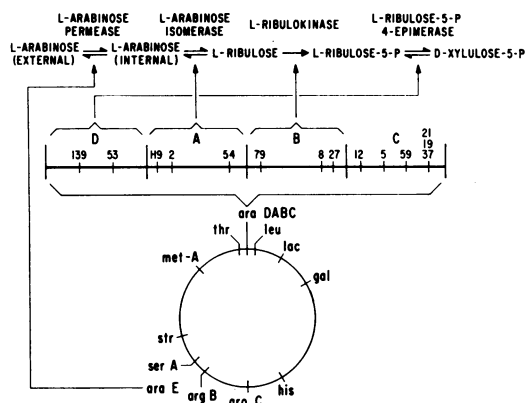 L-ARABINOSE PERMEASE
L-ARABINOSE ISOMERASE
L-RIBULOKINASE
L-RIBULOSE-5-P 4-EPIMERASE
L-ARABINOSE (EXTERNAL)
L-ARABINOSE (INTERNAL)
L-RIBULOSE
L-RIBULOSE-5-P
D-XYLULOSE-5-P
D A B C
139 53 H9 2 54 79 8 27 12 5 59 21 19 37
ara DABC
thr leu
met-A lac
gal
str
ser A
ara E
arg B ara C his